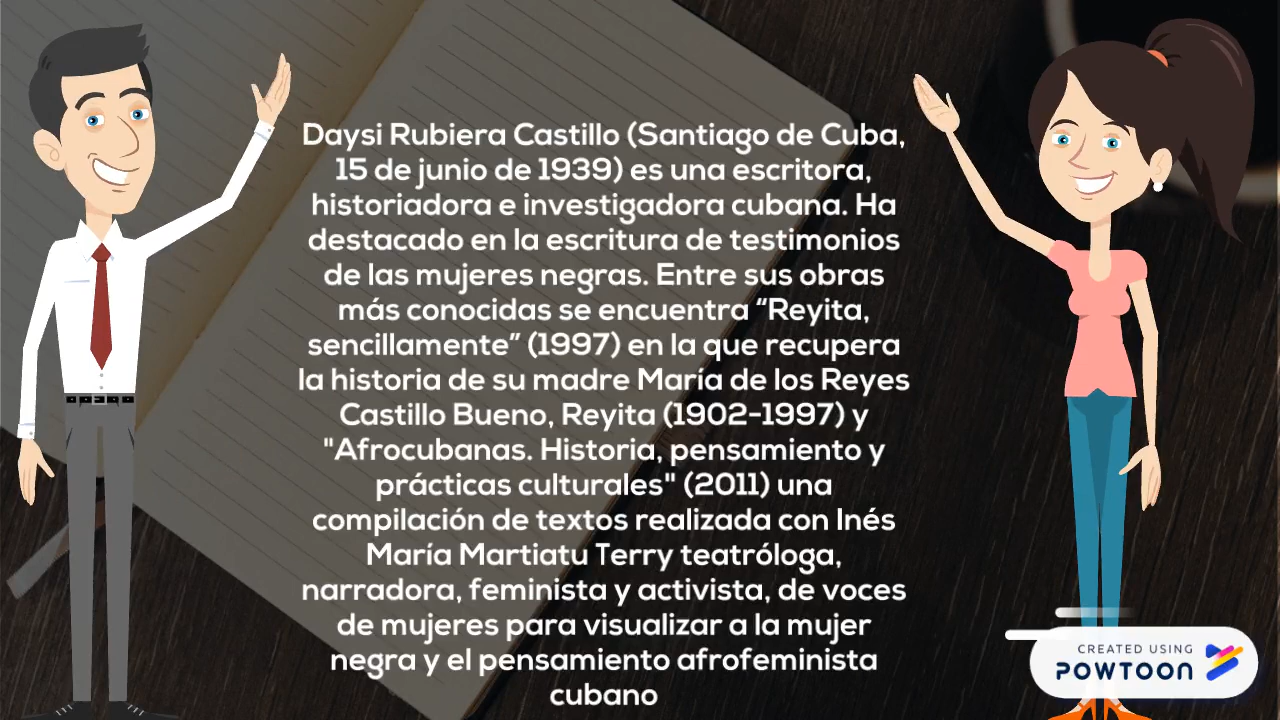 Daysi Rubiera Castillo (Santiago de Cuba,
15 de junio de 1939) es una escritora,
historiadora e investigadora cubana. Ha
destacado en la escritura de testimonios
de las mujeres negras. Entre sus obras
más conocidas se encuentra “Reyita,
sencillamente” (1997) en la que recupera
la historia de su madre María de los Reyes
Castillo Bueno, Reyita (1902-1997) y
"Afrocubanas. Historia, pensamiento y
prácticas culturales" (2011) una
compilación de textos realizada con Inés
María Martiatu Terry teatróloga,
narradora, feminista y activista, de voces
de mujeres para visualizar a la mujer
negra y el pensamiento afrofeminista
cubano
CREATED USING
POWTOON